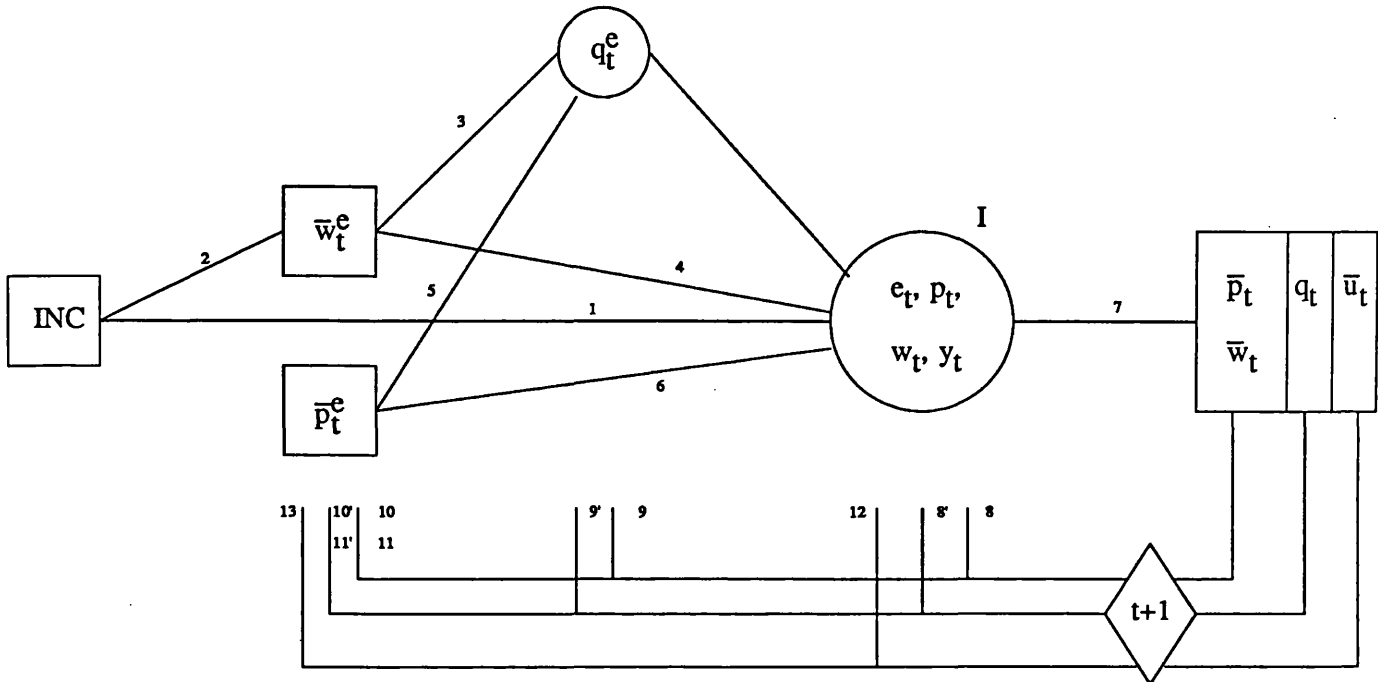 q_t^e
3
I
w̅_t^e
2
4
5
e_t, p_t,
p̅_t
q_t
u̅_t
INC
1
7
w_t, y_t
w̅_t
6
p̅_t^e
13
10'
10
9'
9
12
8'
8
11'
11
t+1